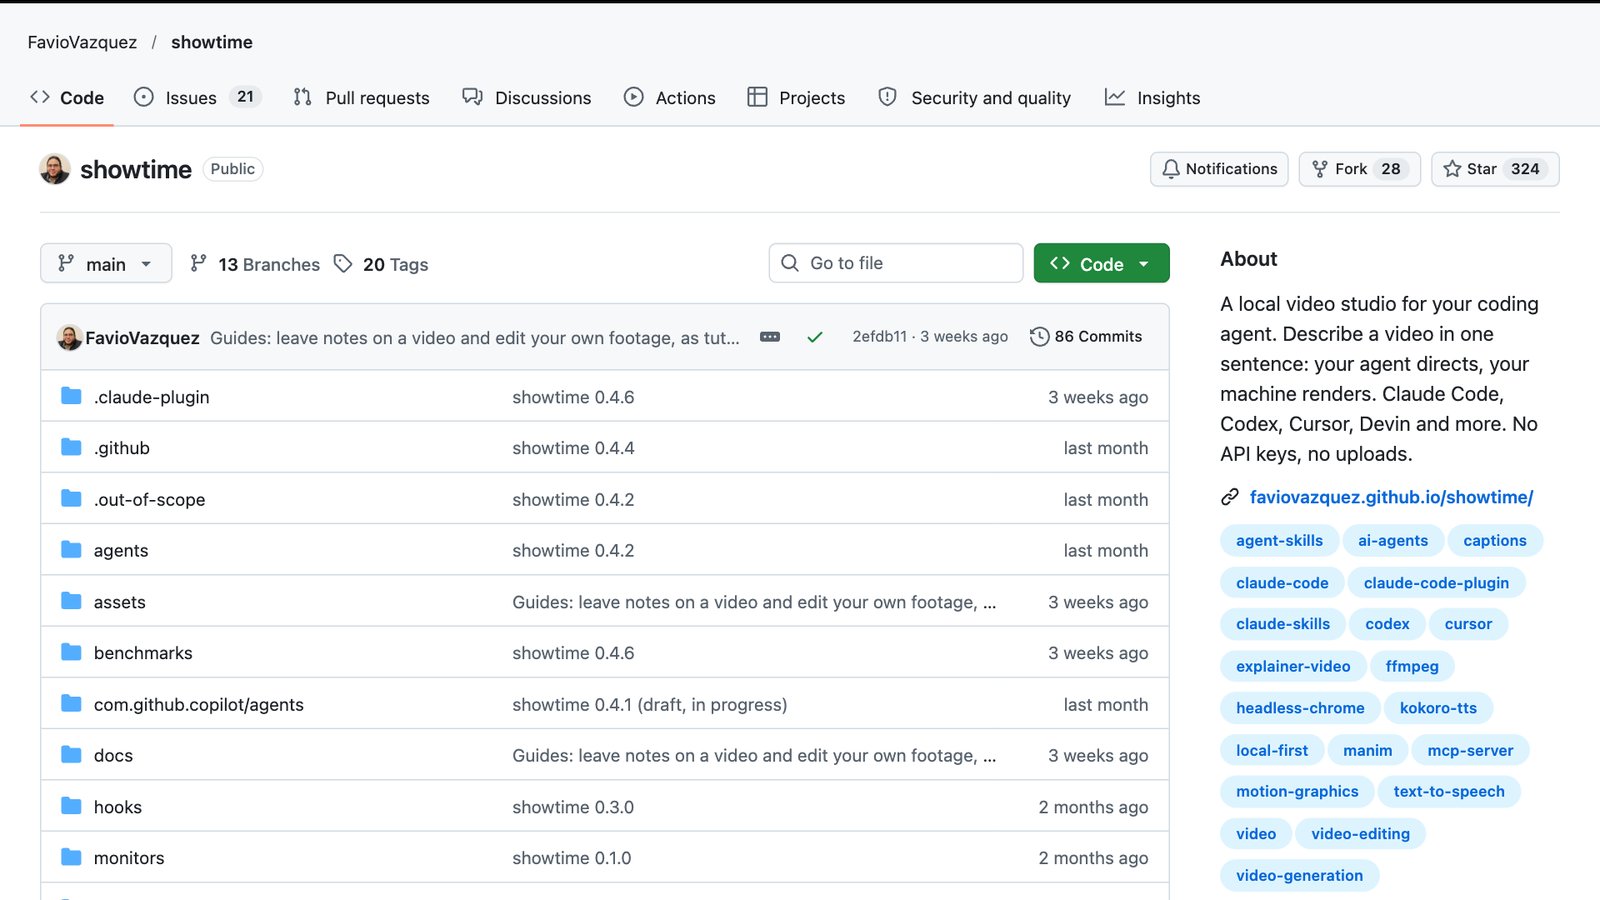 FavioVazquez / showtime
Code Issues 21 Pull requests Discussions Actions Projects Security and quality Insights
showtime Public Notifications Fork 28 Star 324
main 13 Branches 20 Tags Go to file Code
FavioVazquez Guides: leave notes on a video and edit your own footage, as tut... 2efdb11 · 3 weeks ago 86 Commits
.claude-plugin showtime 0.4.6 3 weeks ago
.github showtime 0.4.4 last month
.out-of-scope showtime 0.4.2 last month
agents showtime 0.4.2 last month
assets Guides: leave notes on a video and edit your own footage, ... 3 weeks ago
benchmarks showtime 0.4.6 3 weeks ago
com.github.copilot/agents showtime 0.4.1 (draft, in progress) last month
docs Guides: leave notes on a video and edit your own footage, ... 3 weeks ago
hooks showtime 0.3.0 2 months ago
monitors showtime 0.1.0 2 months ago
About
A local video studio for your coding
agent. Describe a video in one
sentence: your agent directs, your
machine renders. Claude Code,
Codex, Cursor, Devin and more. No
API keys, no uploads.
faviovazquez.github.io/showtime/
agent-skills ai-agents captions
claude-code claude-code-plugin
claude-skills codex cursor
explainer-video ffmpeg
headless-chrome kokoro-tts
local-first manim mcp-server
motion-graphics text-to-speech
video video-editing
video-generation